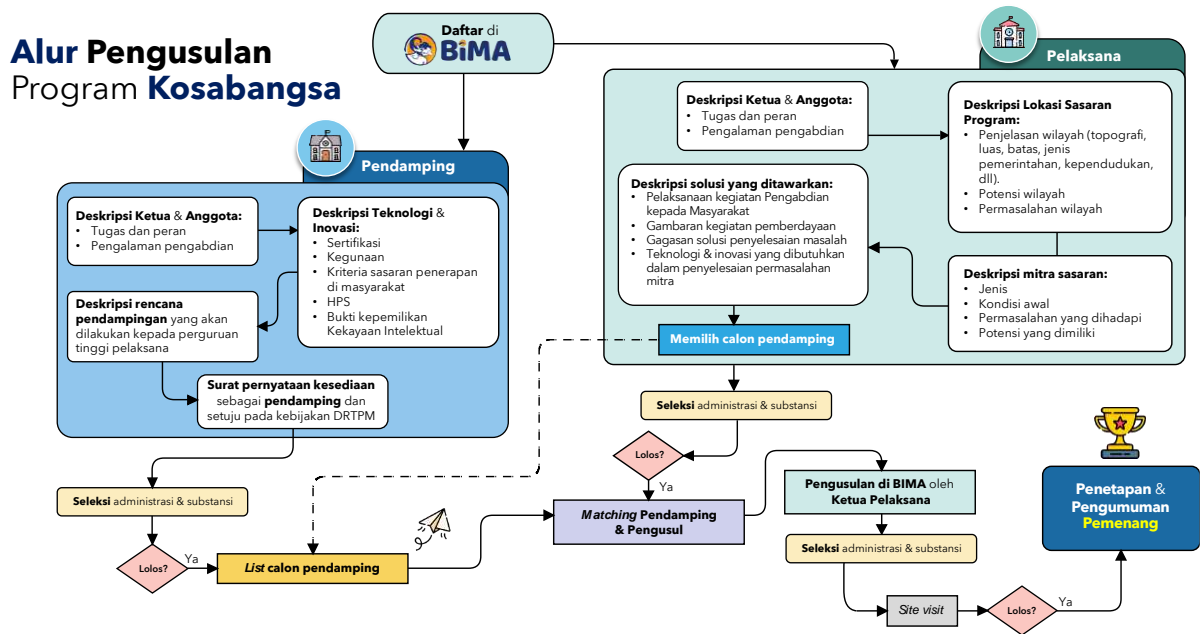 Alur Pengusulan
Program Kosabangsa
Daftar di
BiMA
Pendamping
Deskripsi Ketua & Anggota:
• Tugas dan peran
• Pengalaman pengabdian
Deskripsi Teknologi &
Inovasi:
• Sertifikasi
• Kegunaan
• Kriteria sasaran penerapan
di masyarakat
• HPS
• Bukti kepemilikan
Kekayaan Intelektual
Deskripsi rencana
pendampingan yang akan
dilakukan kepada perguruan
tinggi pelaksana
Surat pernyataan kesediaan
sebagai pendamping dan
setuju pada kebijakan DRTPM
Seleksi administrasi & substansi
Lolos?
Ya
List calon pendamping
Pelaksana
Deskripsi Ketua & Anggota:
• Tugas dan peran
• Pengalaman pengabdian
Deskripsi Lokasi Sasaran
Program:
• Penjelasan wilayah (topografi,
luas, batas, jenis
pemerintahan, kependudukan,
dll).
• Potensi wilayah
• Permasalahan wilayah
Deskripsi mitra sasaran:
• Jenis
• Kondisi awal
• Permasalahan yang dihadapi
• Potensi yang dimiliki
Deskripsi solusi yang ditawarkan:
• Pelaksanaan kegiatan Pengabdian
kepada Masyarakat
• Gambaran kegiatan pemberdayaan
• Gagasan solusi penyelesaian masalah
• Teknologi & inovasi yang dibutuhkan
dalam penyelesaian permasalahan
mitra
Memilih calon pendamping
Seleksi administrasi & substansi
Lolos?
Ya
Matching Pendamping
& Pengusul
Pengusulan di BIMA oleh
Ketua Pelaksana
Seleksi administrasi & substansi
Site visit
Lolos?
Ya
Penetapan &
Pengumuman
Pemenang